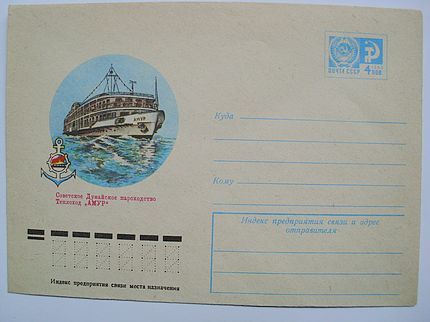 ПОЧТА СССР
4 КОП
АМУР
Куда
Кому
Советское Дунайское пароходство
Теплоход „АМУР"
Индекс предприятия связи и адрес
отправителя
Индекс предприятия связи места назначения